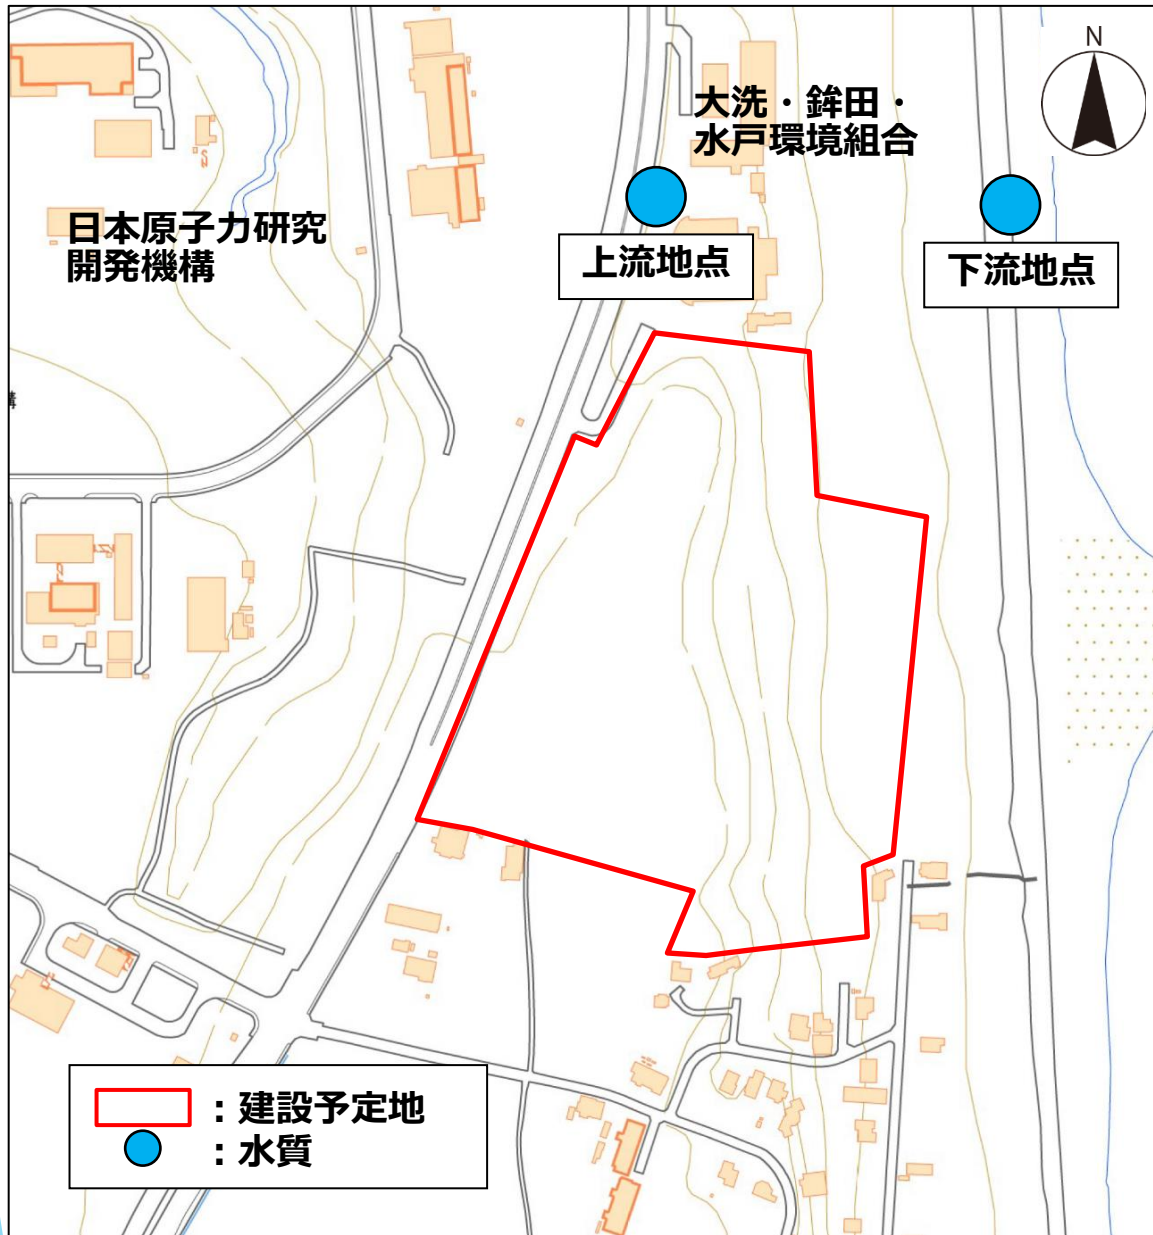 N
大洗・鉾田・
水戸環境組合
日本原子力研究
開発機構
上流地点
下流地点
：建設予定地
：水質